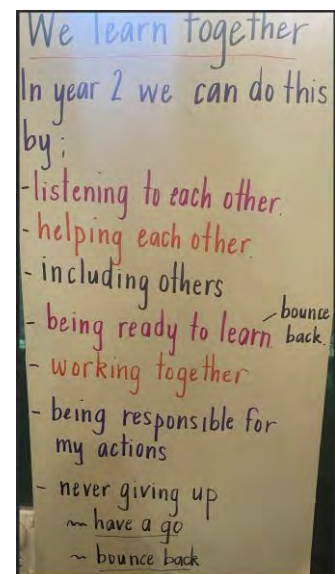 We learn together
In year 2 we can do this
by:
- listening to each other.
- helping each other
- including others
- being ready to learn. bounce back.
- working together
- being responsible for
my actions
- never giving up
~ have a go
~ bounce back